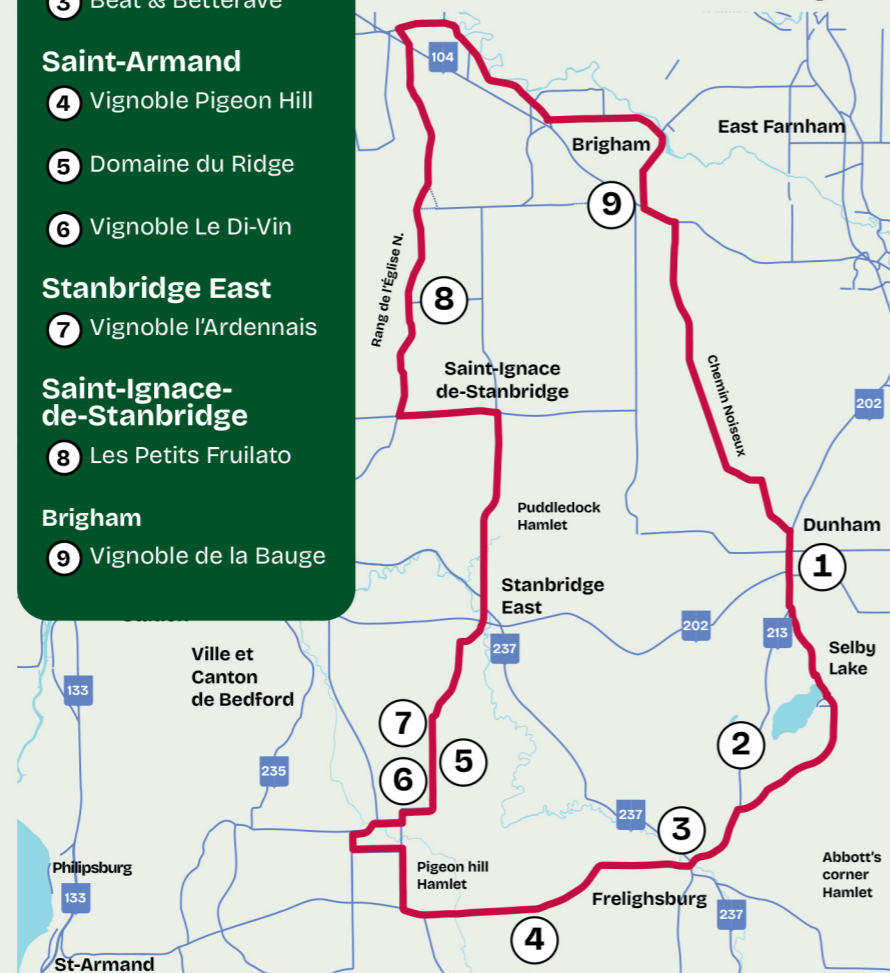 3 Beat & Betterave
Saint-Armand
4 Vignoble Pigeon Hill
5 Domaine du Ridge
6 Vignoble Le Di-Vin
Stanbridge East
7 Vignoble l'Ardennais
Saint-Ignace-
de-Stanbridge
8 Les Petits Fruilato
Brigham
9 Vignoble de la Bauge
104
East Farnham
Brigham
9
Rang de l'Église N.
8
Saint-Ignace
de-Stanbridge
Chemin Noiseux
202
Puddledock
Hamlet
Dunham
1
Stanbridge
East
202
213
237
Selby
Lake
Ville et
Canton
de Bedford
133
7
2
5
6
235
237
3
Philipsburg
Pigeon hill
Hamlet
Abbott's
corner
Hamlet
133
Frelighsburg
237
4
St-Armand